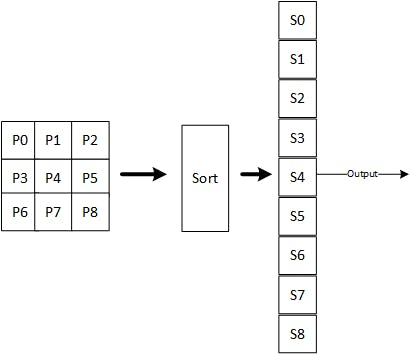 S0
S1
S2
S3
P0 P1 P2
P3 P4 P5
P6 P7 P8
Sort
S4 Output
S5
S6
S7
S8